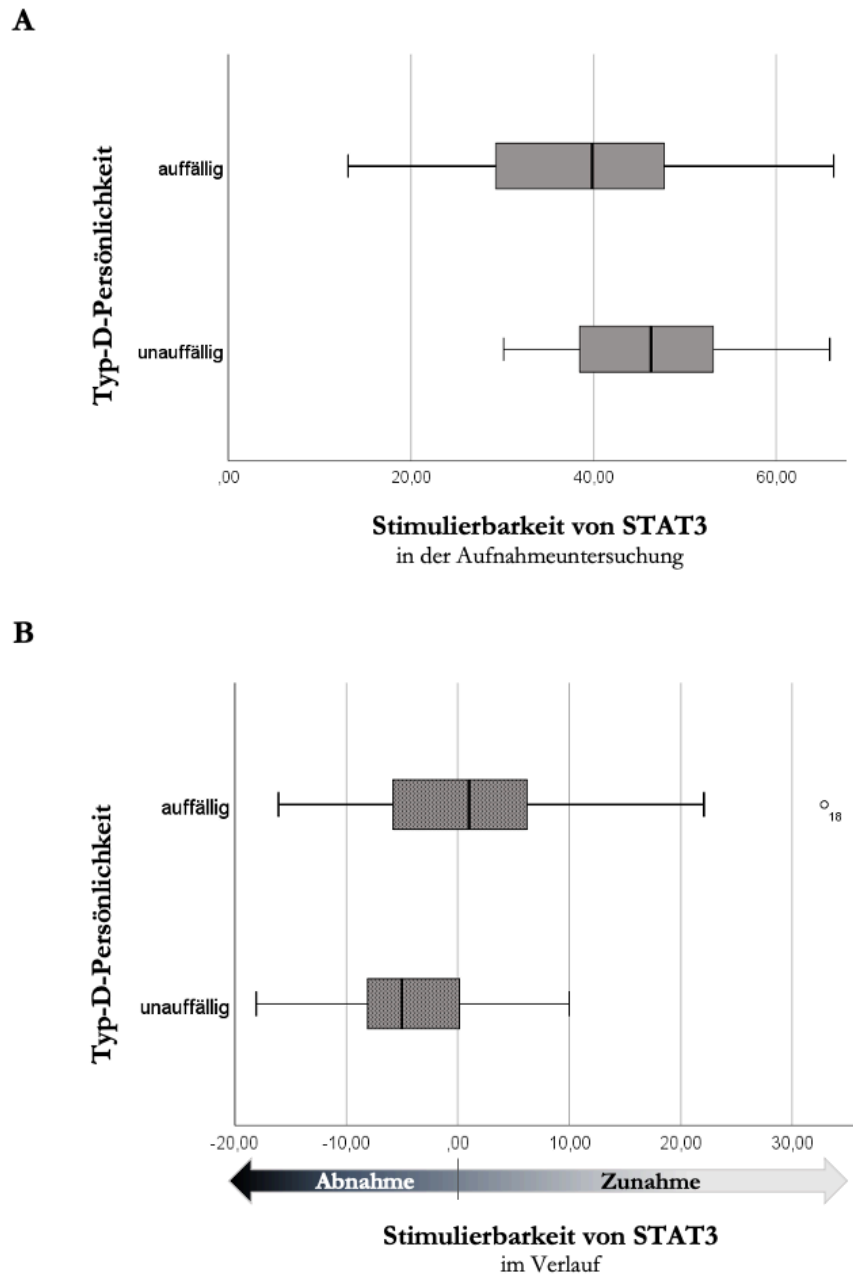 A
Typ-D-Persönlichkeit
auffällig
unauffällig
,00 20,00 40,00 60,00
Stimulierbarkeit von STAT3
in der Aufnahmeuntersuchung
B
Typ-D-Persönlichkeit
auffällig
18
unauffällig
-20,00 -10,00 ,00 10,00 20,00 30,00
Abnahme Zunahme
Stimulierbarkeit von STAT3
im Verlauf